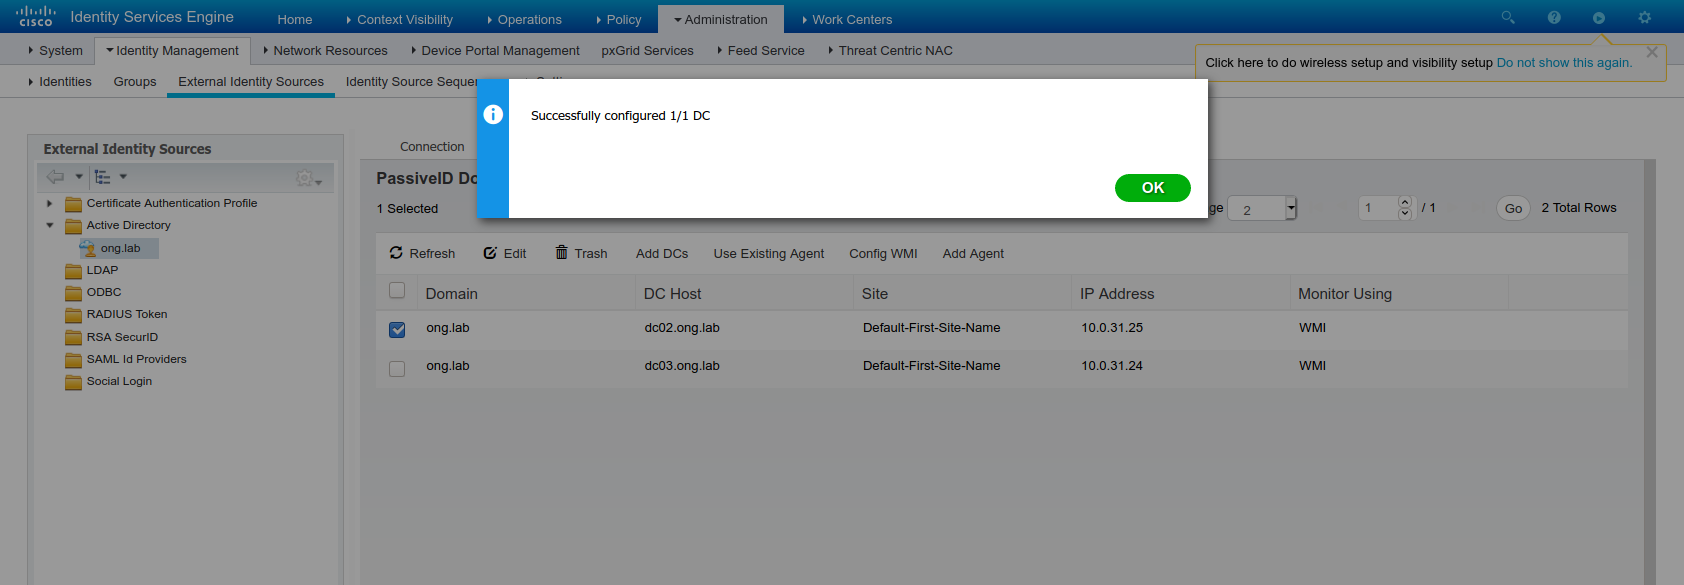 CISCO Identity Services Engine Home Context Visibility Operations Policy Administration Work Centers
System Identity Management Network Resources Device Portal Management pxGrid Services Feed Service Threat Centric NAC
Click here to do wireless setup and visibility setup Do not show this again.
Identities Groups External Identity Sources Identity Source
Successfully configured 1/1 DC
OK
External Identity Sources
Certificate Authentication Profile
Active Directory
ong.lab
LDAP
ODBC
RADIUS Token
RSA SecurID
SAML Id Providers
Social Login
Connection
PassiveID
1 Selected 2 1 / 1 Go 2 Total Rows
Refresh Edit Trash Add DCs Use Existing Agent Config WMI Add Agent
Domain DC Host Site IP Address Monitor Using
ong.lab dc02.ong.lab Default-First-Site-Name 10.0.31.25 WMI
ong.lab dc03.ong.lab Default-First-Site-Name 10.0.31.24 WMI